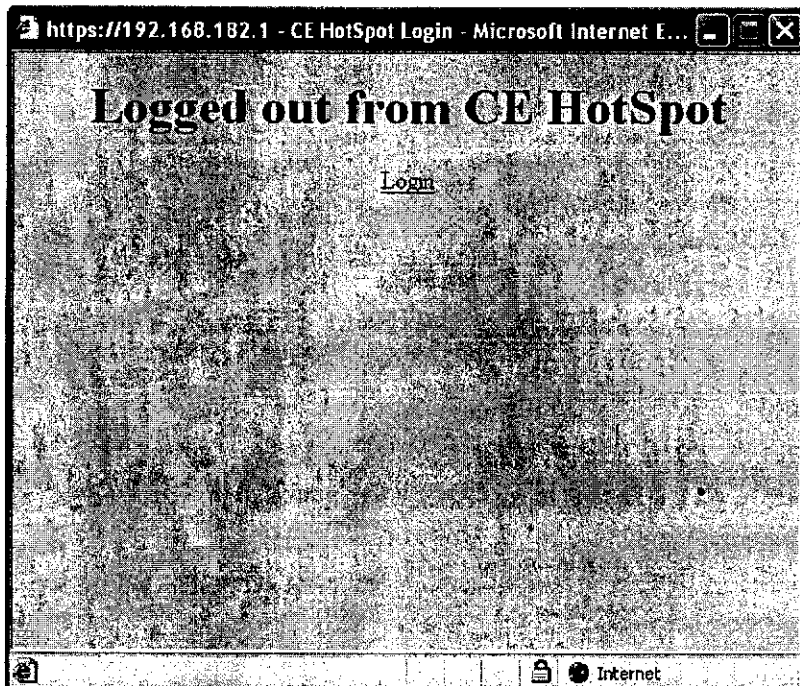 https://192.168.182.1 - CE HotSpot Login - Microsoft Internet E...
Logged out from CE HotSpot
Login
Internet